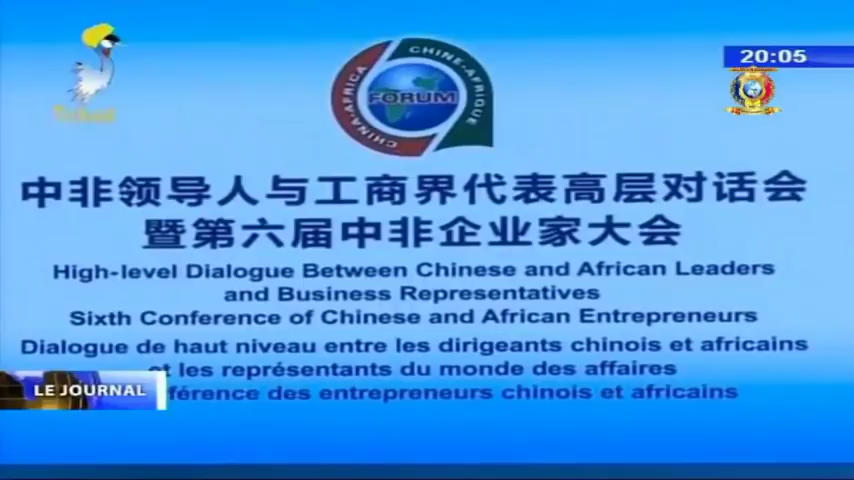 20:05
CHINE-AFRIQUE
CHINA-AFRICA
FORUM
中非领导人与工商界代表高层对话会
暨第六届中非企业家大会
High-level Dialogue Between Chinese and African Leaders
and Business Representatives
Sixth Conference of Chinese and African Entrepreneurs
Dialogue de haut niveau entre les dirigeants chinois et africains
et les représentants du monde des affaires
des entrepreneurs chinois et africains
LE JOURNAL